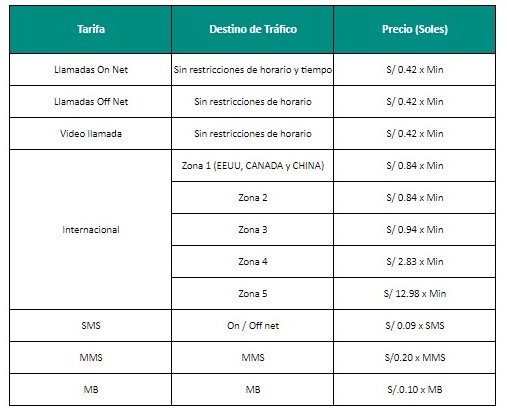 Tarifa Destino de Tráfico Precio (Soles)
Llamadas On Net Sin restricciones de horario y tiempo S/ 0.42 x Min
Llamadas Off Net Sin restricciones de horario S/ 0.42 x Min
Video llamada Sin restricciones de horario S/ 0.42 x Min
Internacional Zona 1 (EEUU, CANADA y CHINA) S/ 0.84 x Min
Zona 2 S/ 0.84 x Min
Zona 3 S/ 0.94 x Min
Zona 4 S/ 2.83 x Min
Zona 5 S/ 12.98 x Min
SMS On / Off net S/ 0.09 x SMS
MMS MMS S/0.20 x MMS
MB MB S/.0.10 x MB